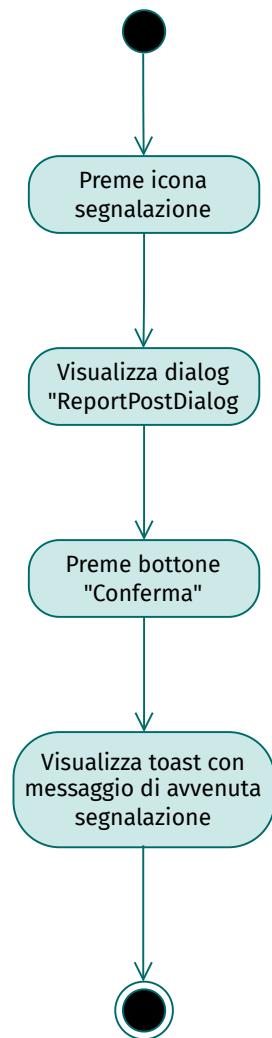 Preme icona
segnalazione
Visualizza dialog
"ReportPostDialog
Preme bottone
"Conferma"
Visualizza toast con
messaggio di avvenuta
segnalazione